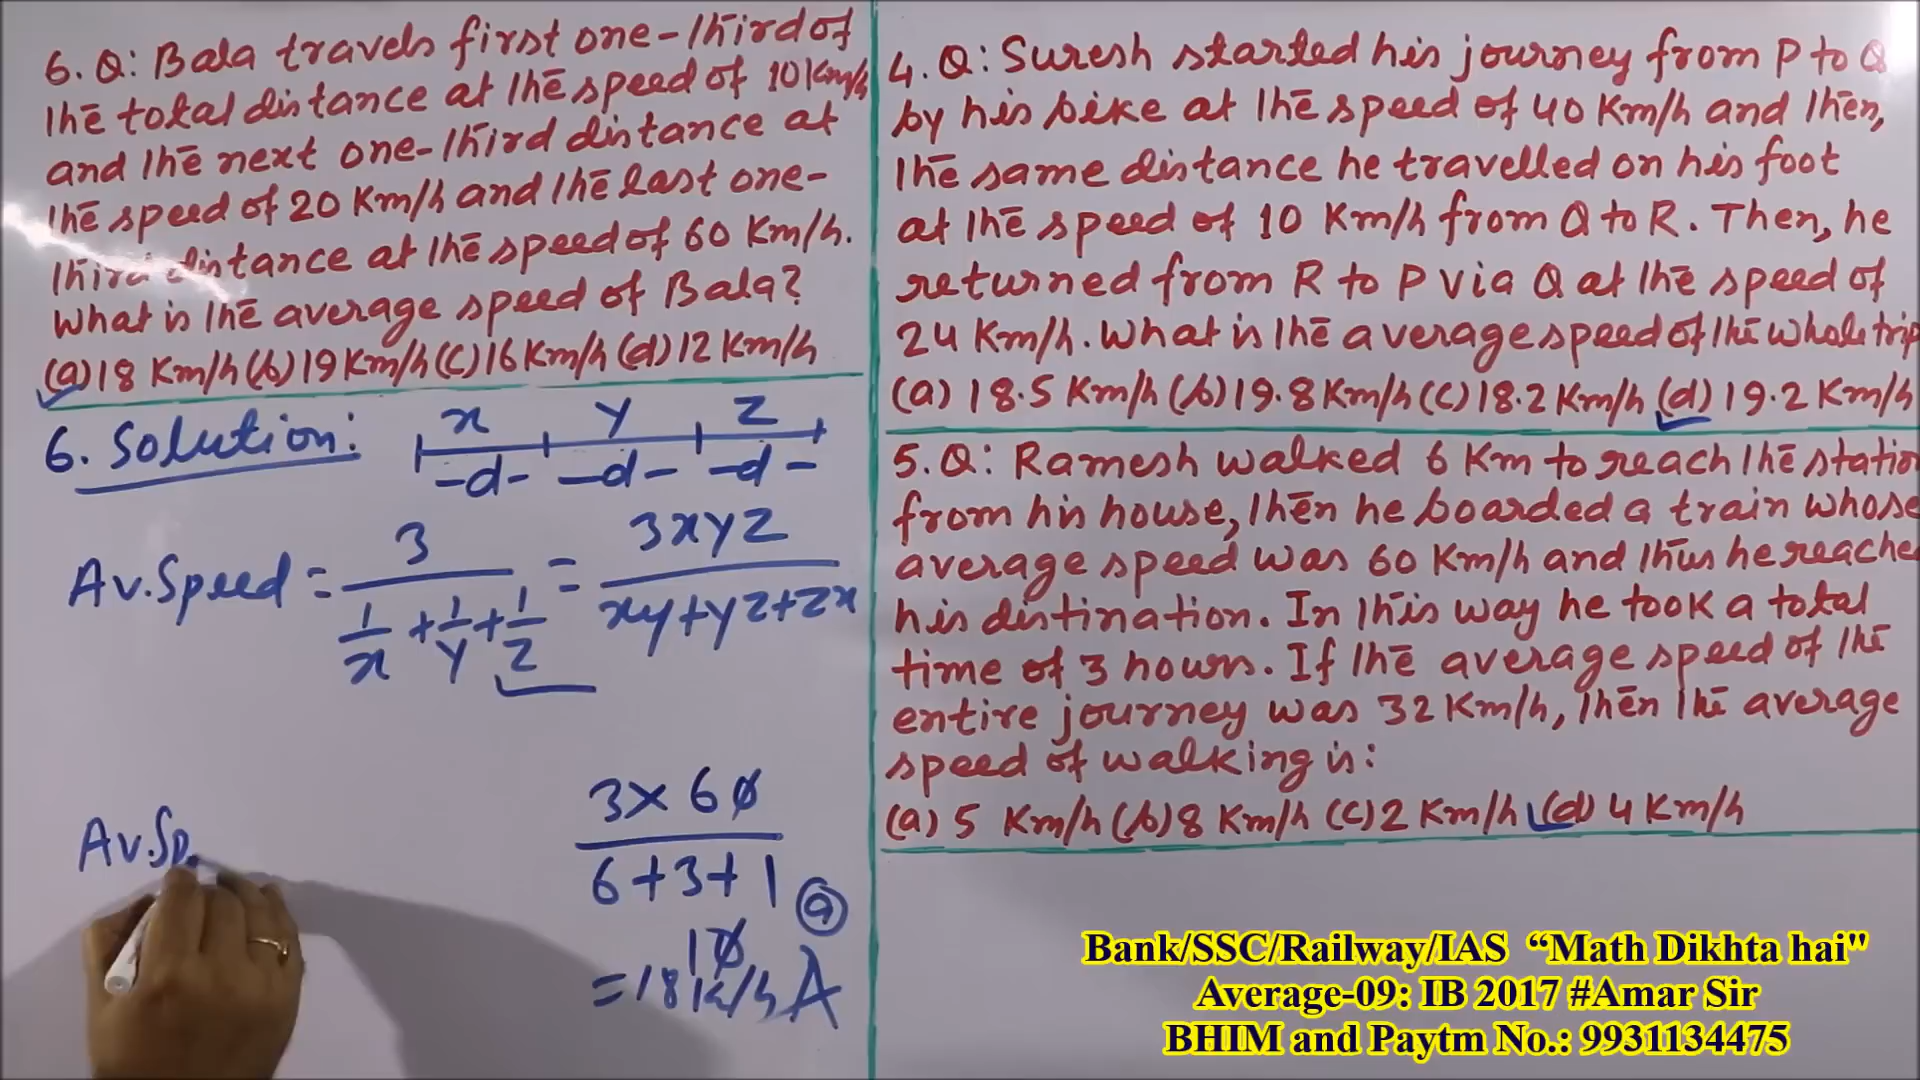 6. Q: Bala travels first one-third of
the total distance at the speed of 10 Km/h
and the next one-third distance at
the speed of 20 Km/h and the last one-
third distance at the speed of 60 Km/h.
What is the average speed of Bala?
(a) 18 Km/h (b) 19 Km/h (c) 16 Km/h (d) 12 Km/h
6. Solution:
x y z
-d- -d- -d-
Av. Speed = 3 / (1/x + 1/y + 1/z) = 3xyz / (xy+yz+zx)
3 × 60
6+3+1
10
= 18 K/h A
(a)
Av. Sp.
4. Q: Suresh started his journey from P to Q
by his bike at the speed of 40 Km/h and then,
the same distance he travelled on his foot
at the speed of 10 Km/h from Q to R. Then, he
returned from R to P via Q at the speed of
24 Km/h. What is the average speed of the whole trip
(a) 18.5 Km/h (b) 19.8 Km/h (c) 18.2 Km/h (d) 19.2 Km/h
5. Q: Ramesh walked 6 Km to reach the station
from his house, then he boarded a train whose
average speed was 60 Km/h and thus he reache
his distination. In this way he took a total
time of 3 hours. If the average speed of the
entire journey was 32 Km/h, then the average
speed of walking is:
(a) 5 Km/h (b) 8 Km/h (c) 2 Km/h (d) 4 Km/h
Bank/SSC/Railway/IAS “Math Dikhta hai"
Average-09: IB 2017 #Amar Sir
BHIM and Paytm No.: 9931134475